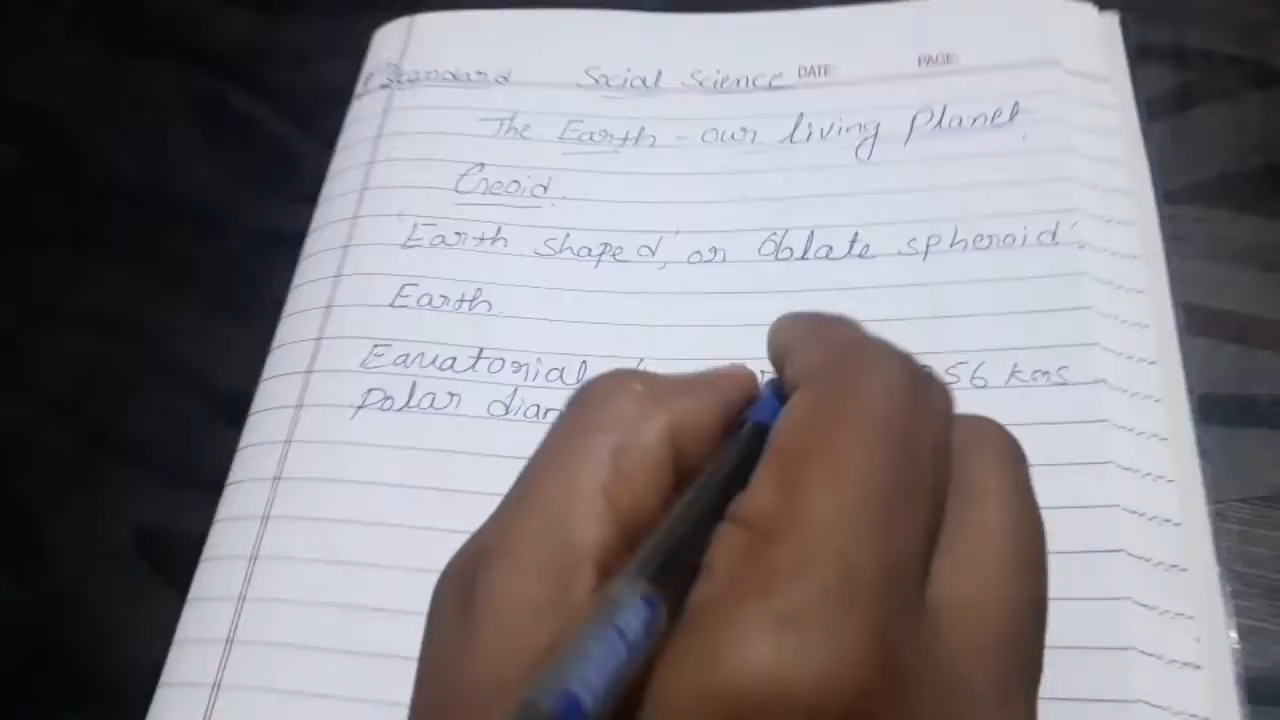 Standard Social Science DATE PAGE
The Earth - our living planet.
Geoid.
'Earth shaped' or 'Oblate spheroid'.
Earth.
Equatorial 56 kms
Polar diam